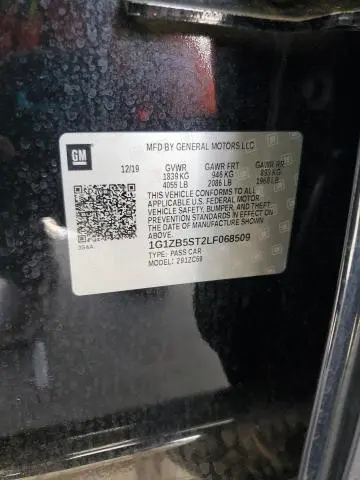 GM
MFD BY GENERAL MOTORS LLC
12/19 GVWR GAWR FRT GAWR RR
1839 KG 946 KG 893 KG
4055 LB 2086 LB 1968 LB
THIS VEHICLE CONFORMS TO ALL
APPLICABLE U.S. FEDERAL MOTOR
VEHICLE SAFETY, BUMPER, AND THEFT
PREVENTION STANDARDS IN EFFECT ON
THE DATE OF MANUFACTURE SHOWN
ABOVE.
1G1ZB5ST2LF068509
TYPE: PASS CAR
MODEL: 291ZC69